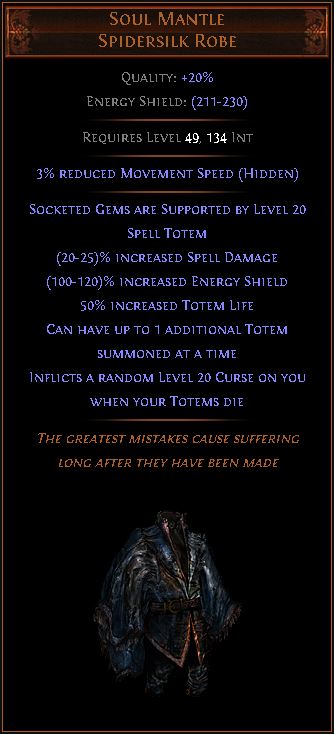 Soul Mantle
Spidersilk Robe
Quality: +20%
Energy Shield: (211-230)
Requires Level 49, 134 Int
3% reduced Movement Speed (Hidden)
Socketed Gems are Supported by Level 20
Spell Totem
(20-25)% increased Spell Damage
(100-120)% increased Energy Shield
50% increased Totem Life
Can have up to 1 additional Totem
summoned at a time
Inflicts a random Level 20 Curse on you
when your Totems die
The greatest mistakes cause suffering
long after they have been made